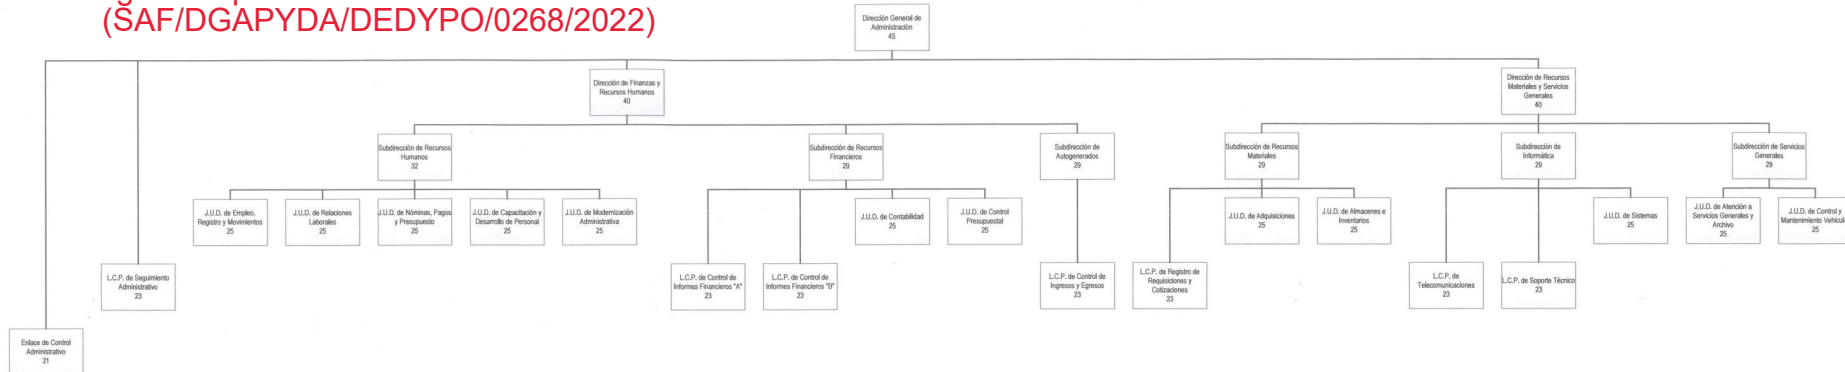 (SAF/DGAPYDA/DEDYPO/0268/2022)
Dirección General de
Administración
45
Dirección de Finanzas y
Recursos Humanos
40
Dirección de Recursos
Materiales y Servicios
Generales
40
Subdirección de Recursos
Humanos
32
Subdirección de Recursos
Financieros
29
Subdirección de
Autogenerados
29
Subdirección de Recursos
Materiales
29
Subdirección de
Informática
29
Subdirección de Servicios
Generales
29
J.U.D. de Empleo,
Registro y Movimientos
25
J.U.D. de Relaciones
Laborales
25
J.U.D. de Nóminas, Pagos
y Presupuesto
25
J.U.D. de Capacitación y
Desarrollo de Personal
25
J.U.D. de Modernización
Administrativa
25
J.U.D. de Contabilidad
25
J.U.D. de Control
Presupuestal
25
J.U.D. de Adquisiciones
25
J.U.D. de Almacenes e
Inventarios
25
J.U.D. de Sistemas
25
J.U.D. de Atención a
Servicios Generales y
Archivo
25
J.U.D. de Control y
Mantenimiento Vehicula
25
L.C.P. de Seguimiento
Administrativo
23
L.C.P. de Control de
Informes Financieros "A"
23
L.C.P. de Control de
Informes Financieros "B"
23
L.C.P. de Control de
Ingresos y Egresos
23
L.C.P. de Registro de
Requisiciones y
Cotizaciones
23
L.C.P. de
Telecomunicaciones
23
L.C.P. de Soporte Técnico
23
Enlace de Control
Administrativo
21